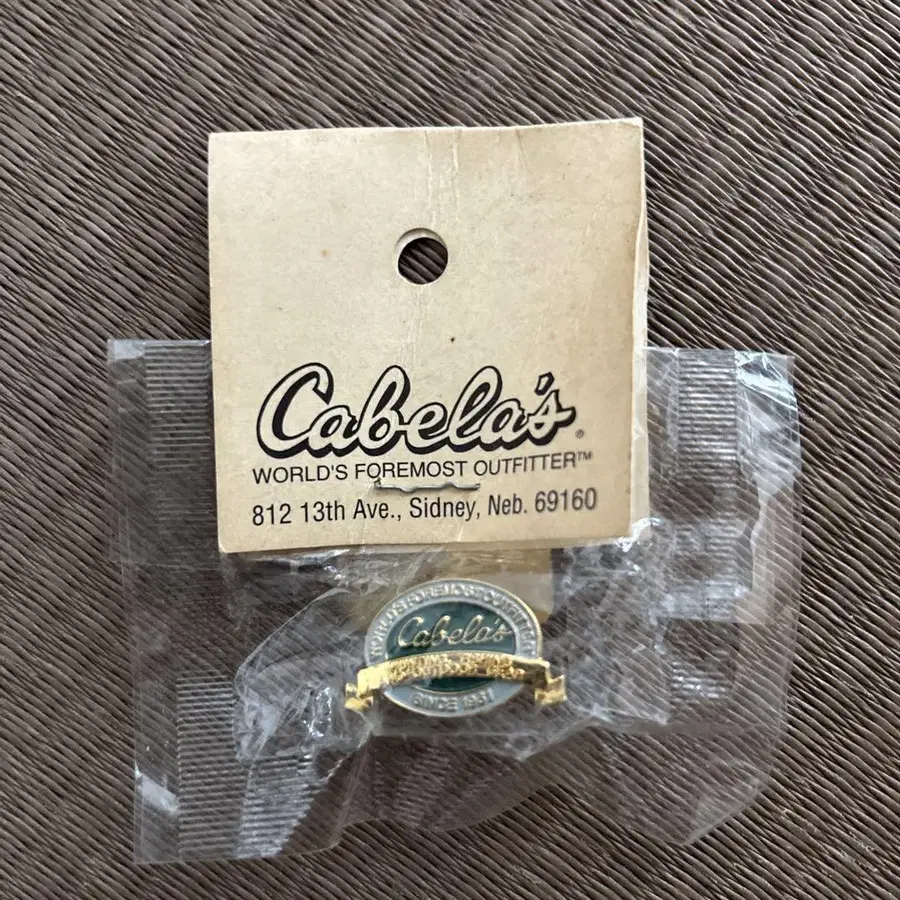 Cabela's®
WORLD'S FOREMOST OUTFITTER™
812 13th Ave., Sidney, Neb. 69160
WORLD'S FOREMOST OUTFITTER
Cabela's
SINCE 1961